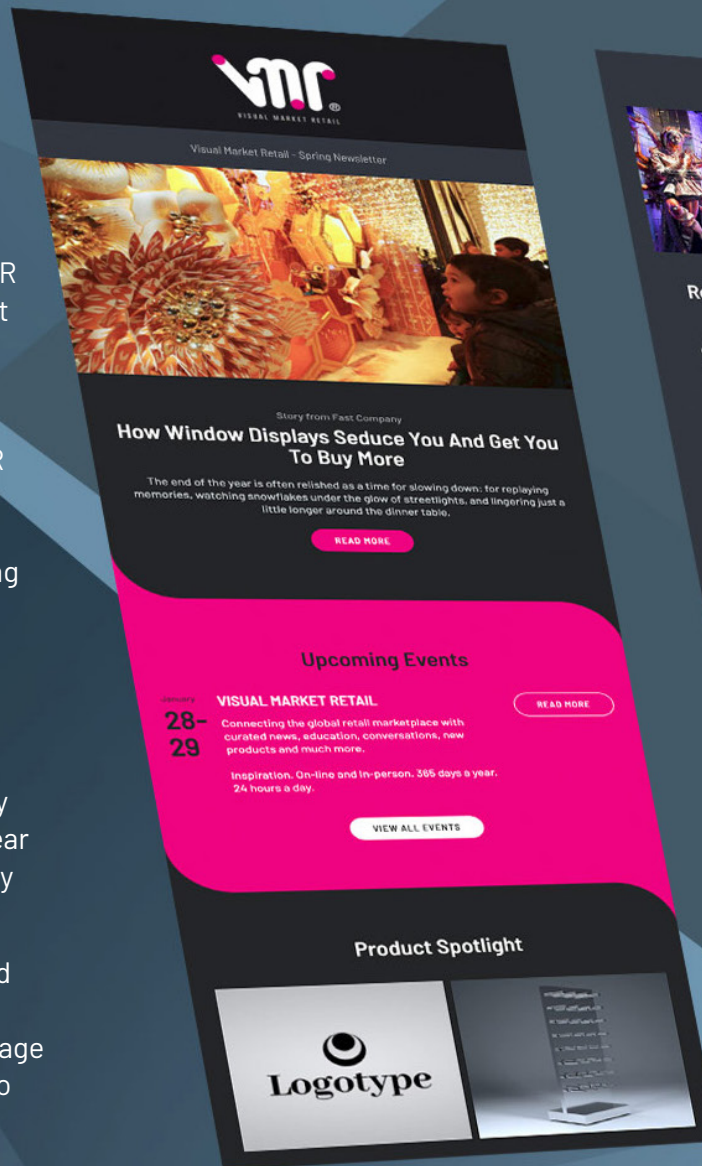 R
t
R
ng
y
ear
y
d
age
o
vmr®
VISUAL MARKET RETAIL
Visual Market Retail - Spring Newsletter
Story from Fast Company
How Window Displays Seduce You And Get You
To Buy More
The end of the year is often relished as a time for slowing down: for replaying
memories, watching snowflakes under the glow of streetlights, and lingering just a
little longer around the dinner table.
READ MORE
Upcoming Events
January
28-
29
VISUAL MARKET RETAIL
Connecting the global retail marketplace with
curated news, education, conversations, new
products and much more.
Inspiration. On-line and in-person. 365 days a year.
24 hours a day.
READ MORE
VIEW ALL EVENTS
Product Spotlight
Logotype
R